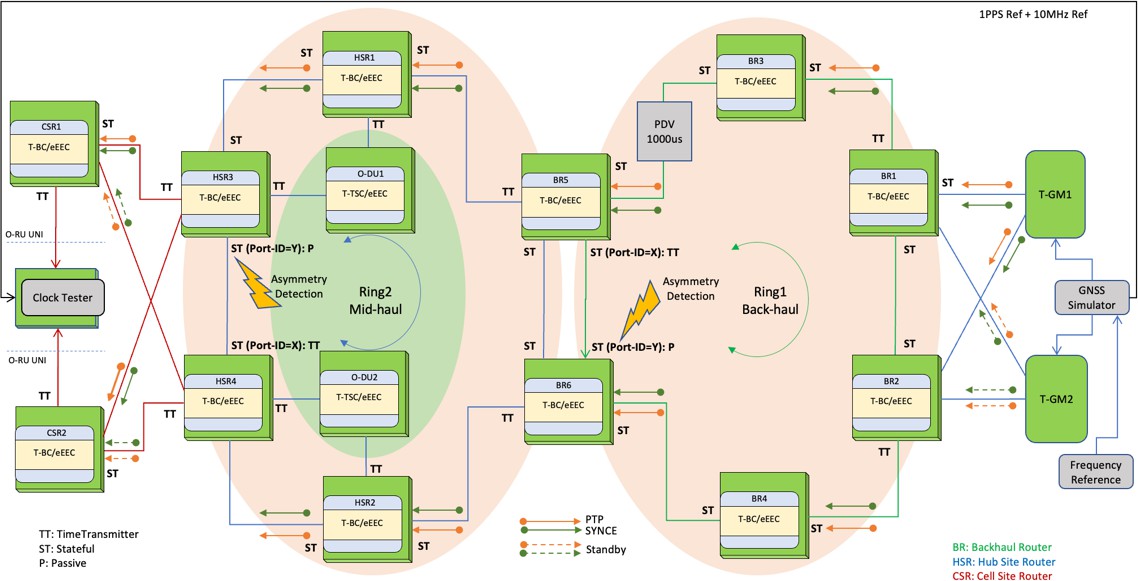 1PPS Ref + 10MHz Ref
ST
HSR1
T-BC/eEEC
ST
TT
ST
BR3
T-BC/eEEC
ST
PDV
1000us
CSR1
T-BC/eEEC
ST
TT
ST
HSR3
T-BC/eEEC
TT
TT
O-DU1
T-TSC/eEEC
TT
BR5
T-BC/eEEC
ST
TT
BR1
T-BC/eEEC
ST
T-GM1
O-RU UNI
ST (Port-ID=Y): P
Asymmetry
Detection
Ring2
Mid-haul
ST
ST (Port-ID=X): TT
Asymmetry
Detection
Ring1
Back-haul
ST
GNSS
Simulator
Clock Tester
O-RU UNI
ST (Port-ID=X): TT
ST
ST (Port-ID=Y): P
ST
TT
CSR2
T-BC/eEEC
ST
TT
HSR4
T-BC/eEEC
TT
O-DU2
T-TSC/eEEC
TT
BR6
T-BC/eEEC
TT
ST
BR2
T-BC/eEEC
TT
T-GM2
Frequency
Reference
HSR2
T-BC/eEEC
ST
ST
ST
BR4
T-BC/eEEC
ST
TT: TimeTransmitter
ST: Stateful
P: Passive
PTP
SYNCE
Standby
BR: Backhaul Router
HSR: Hub Site Router
CSR: Cell Site Router